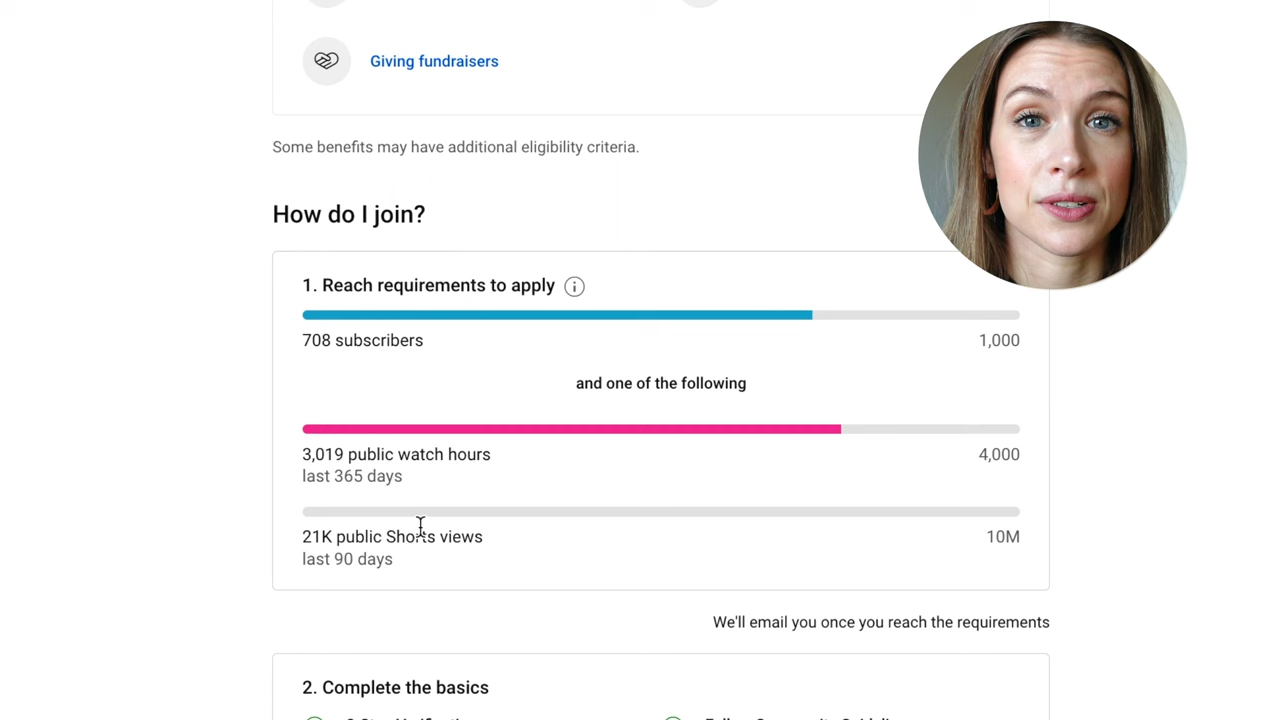 Giving fundraisers
Some benefits may have additional eligibility criteria.
How do I join?
1. Reach requirements to apply
708 subscribers
1,000
and one of the following
3,019 public watch hours
4,000
last 365 days
21K public Shorts views
10M
last 90 days
We'll email you once you reach the requirements
2. Complete the basics